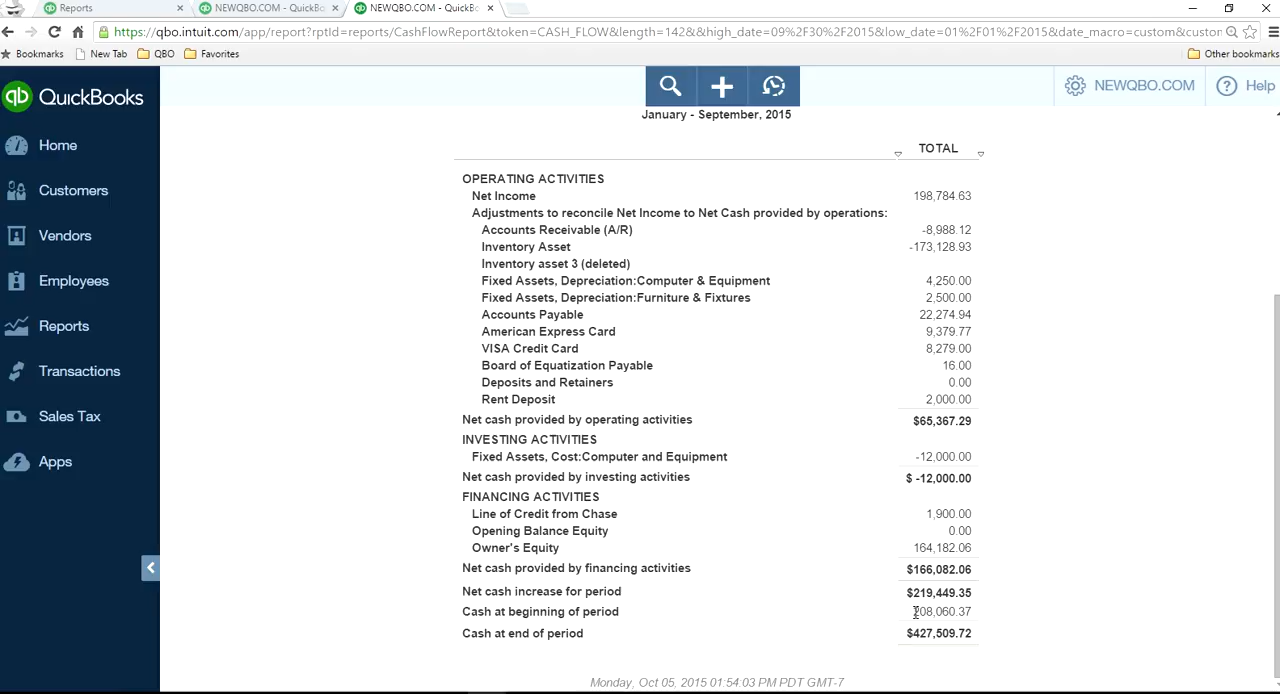 Reports
NEWQBO.COM - QuickBo
NEWQBO.COM - QuickBo
https://qbo.intuit.com/app/report?rptId=reports/CashFlowReport&token=CASH_FLOW&length=142&&high_date=09%2F30%2F2015&low_date=01%2F01%2F2015&date_macro=custom&custom
Bookmarks New Tab QBO Favorites Other bookmarks
qb QuickBooks
NEWQBO.COM
Help
Home
Customers
Vendors
Employees
Reports
Transactions
Sales Tax
Apps
January - September, 2015
TOTAL
OPERATING ACTIVITIES
Net Income 198,784.63
Adjustments to reconcile Net Income to Net Cash provided by operations:
Accounts Receivable (A/R) -8,988.12
Inventory Asset -173,128.93
Inventory asset 3 (deleted)
Fixed Assets, Depreciation:Computer & Equipment 4,250.00
Fixed Assets, Depreciation:Furniture & Fixtures 2,500.00
Accounts Payable 22,274.94
American Express Card 9,379.77
VISA Credit Card 8,279.00
Board of Equatization Payable 16.00
Deposits and Retainers 0.00
Rent Deposit 2,000.00
Net cash provided by operating activities $65,367.29
INVESTING ACTIVITIES
Fixed Assets, Cost:Computer and Equipment -12,000.00
Net cash provided by investing activities $ -12,000.00
FINANCING ACTIVITIES
Line of Credit from Chase 1,900.00
Opening Balance Equity 0.00
Owner's Equity 164,182.06
Net cash provided by financing activities $166,082.06
Net cash increase for period $219,449.35
Cash at beginning of period 208,060.37
Cash at end of period $427,509.72
Monday, Oct 05, 2015 01:54:03 PM PDT GMT-7